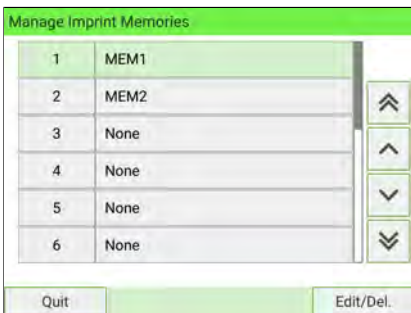 Manage Imprint Memories
1 MEM1
2 MEM2
3 None
4 None
5 None
6 None
Quit Edit/Del.